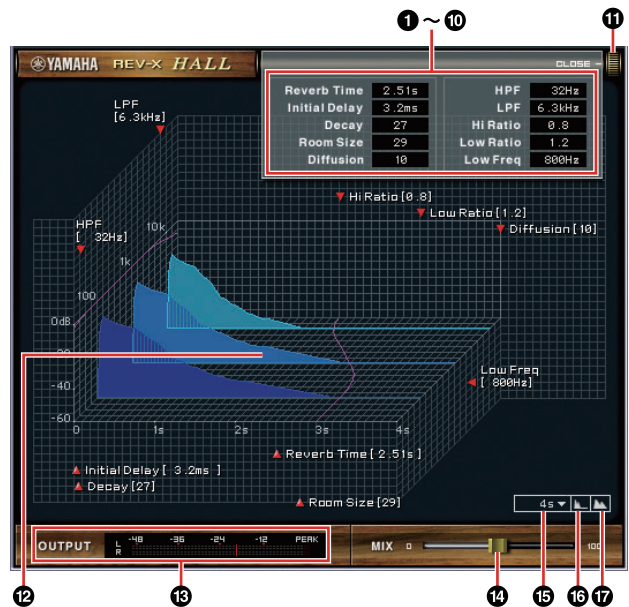 ❶～❿ ⓫
YAMAHA REV-X HALL
CLOSE -
Reverb Time 2.51s HPF 32Hz
Initial Delay 3.2ms LPF 6.3kHz
Decay 27 Hi Ratio 0.8
Room Size 29 Low Ratio 1.2
Diffusion 10 Low Freq 800Hz
LPF
[6.3kHz]
Hi Ratio [0.8]
Low Ratio [1.2]
Diffusion [10]
HPF
[ 32Hz]
10k
1k
100
0dB
-20
-40
-60
0 1s 2s 3s 4s
Low Freq
[ 800Hz]
Reverb Time [ 2.51s ]
Initial Delay [ 3.2ms ]
Decay [27]
Room Size [29]
4s
OUTPUT L R -48 -36 -24 -12 PEAK
MIX 0 100
⓬ ⓭ ⓮ ⓯ ⓰ ⓱